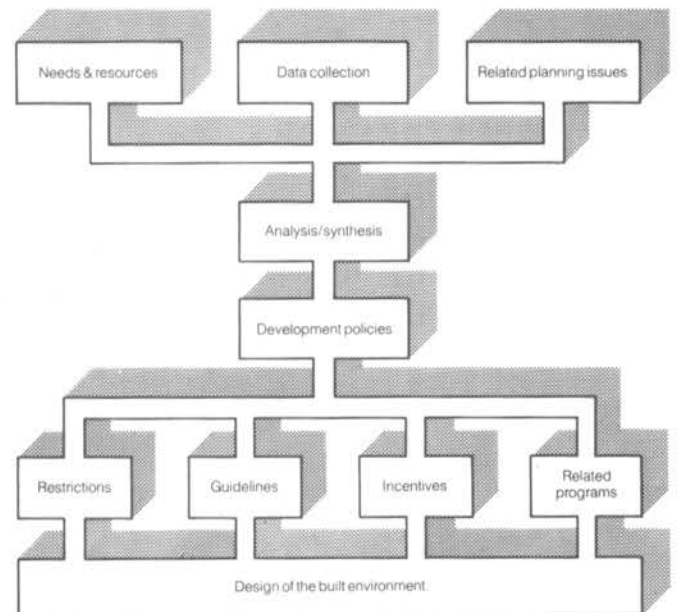 Needs & resources
Data collection
Related planning issues
Analysis/synthesis
Development policies
Restrictions
Guidelines
Incentives
Related
programs
Design of the built environment.